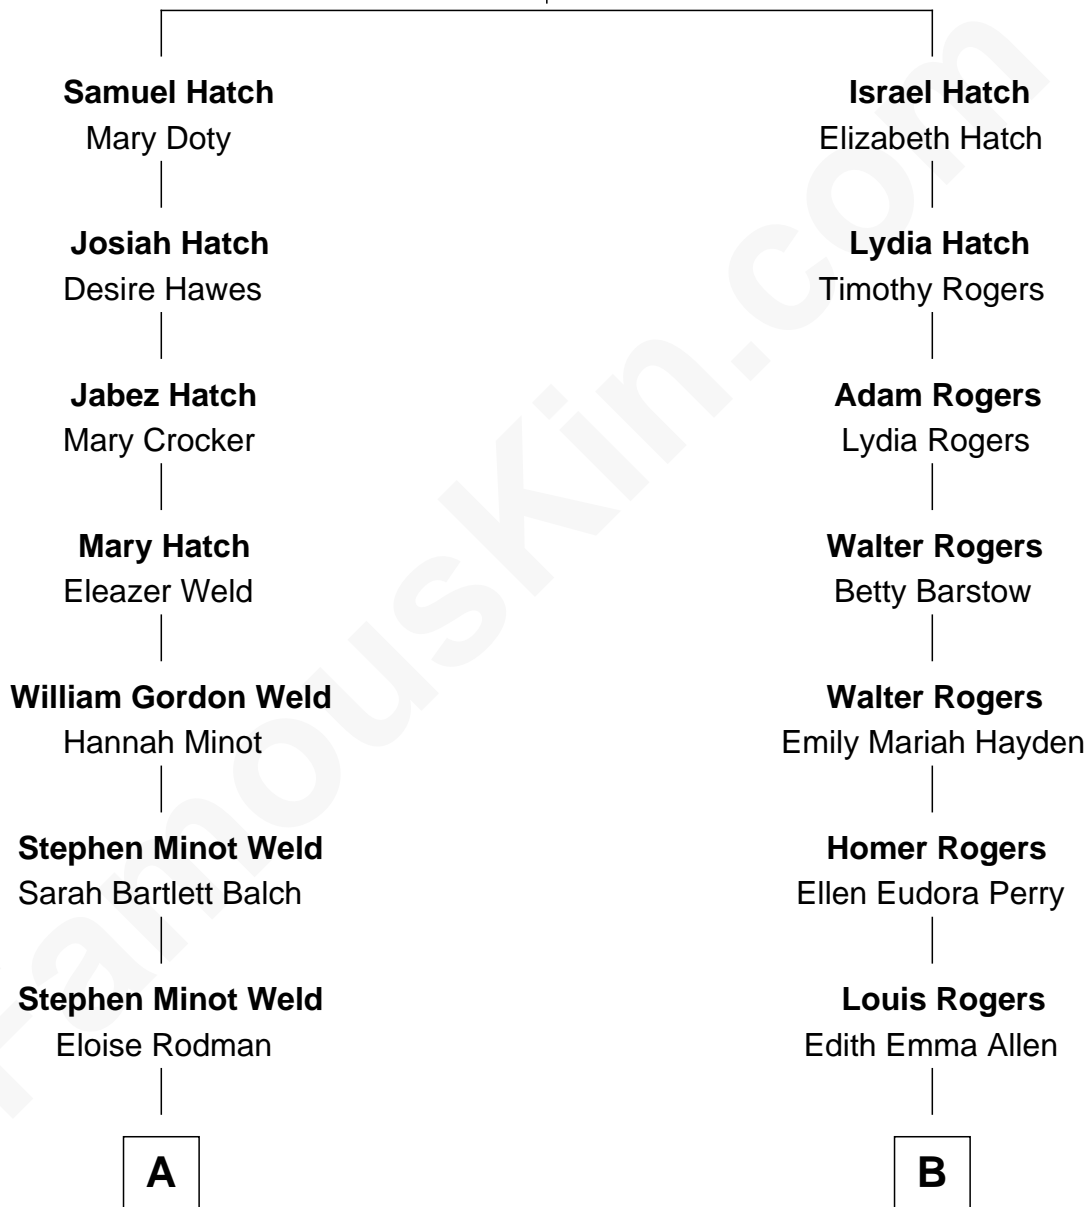 Samuel Hatch
Mary Doty
Israel Hatch
Elizabeth Hatch
Josiah Hatch
Desire Hawes
Lydia Hatch
Timothy Rogers
Jabez Hatch
Mary Crocker
Adam Rogers
Lydia Rogers
Mary Hatch
Eleazer Weld
Walter Rogers
Betty Barstow
William Gordon Weld
Hannah Minot
Walter Rogers
Emily Mariah Hayden
Stephen Minot Weld
Sarah Bartlett Balch
Homer Rogers
Ellen Eudora Perry
Stephen Minot Weld
Eloise Rodman
Louis Rogers
Edith Emma Allen
A
B
FamousKin.com